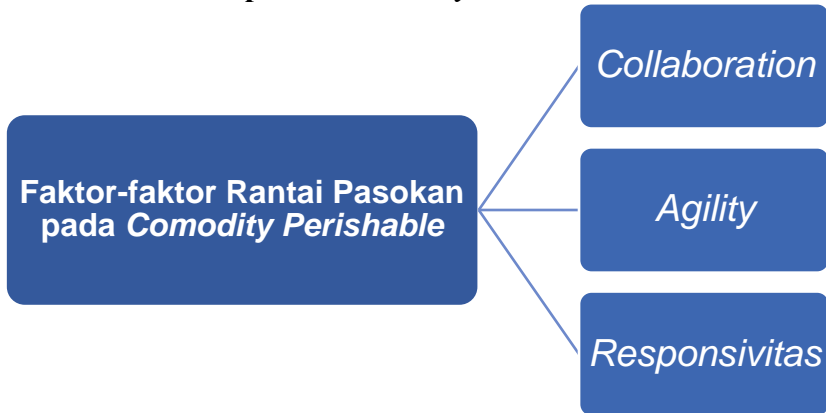 Collaboration
Faktor-faktor Rantai Pasokan
pada Comodity Perishable
Agility
Responsivitas